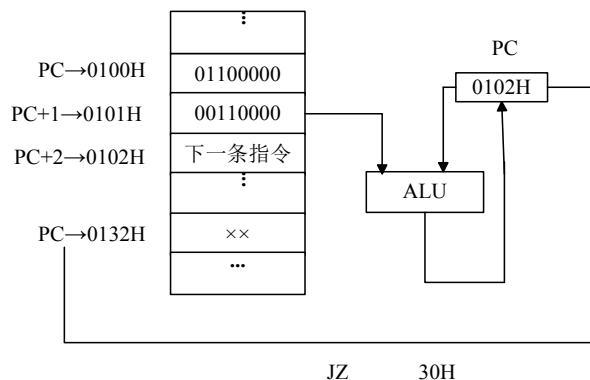 ⋮
PC
PC→0100H 01100000
0102H
PC+1→0101H 00110000
PC+2→0102H 下一条指令
⋮
ALU
PC→0132H ××
...
JZ 30H